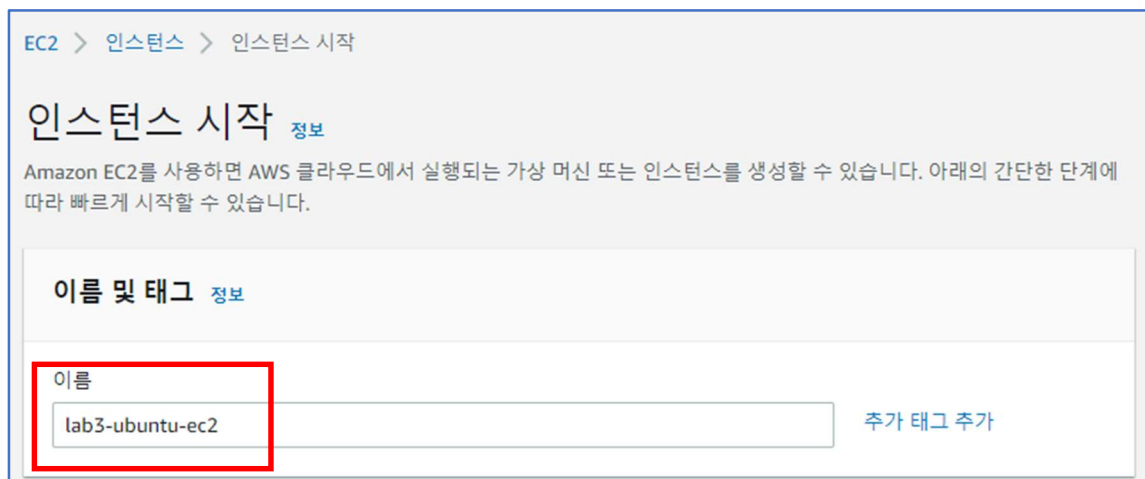 EC2 > 인스턴스 > 인스턴스 시작
인스턴스 시작 정보
Amazon EC2를 사용하면 AWS 클라우드에서 실행되는 가상 머신 또는 인스턴스를 생성할 수 있습니다. 아래의 간단한 단계에
따라 빠르게 시작할 수 있습니다.
이름 및 태그 정보
이름
lab3-ubuntu-ec2 추가 태그 추가